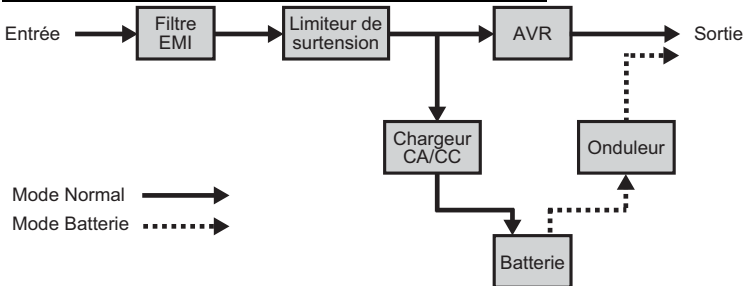 Entrée
Filtre
EMI
Limiteur de
surtension
AVR
Sortie
Chargeur
CA/CC
Onduleur
Mode Normal
Mode Batterie
Batterie